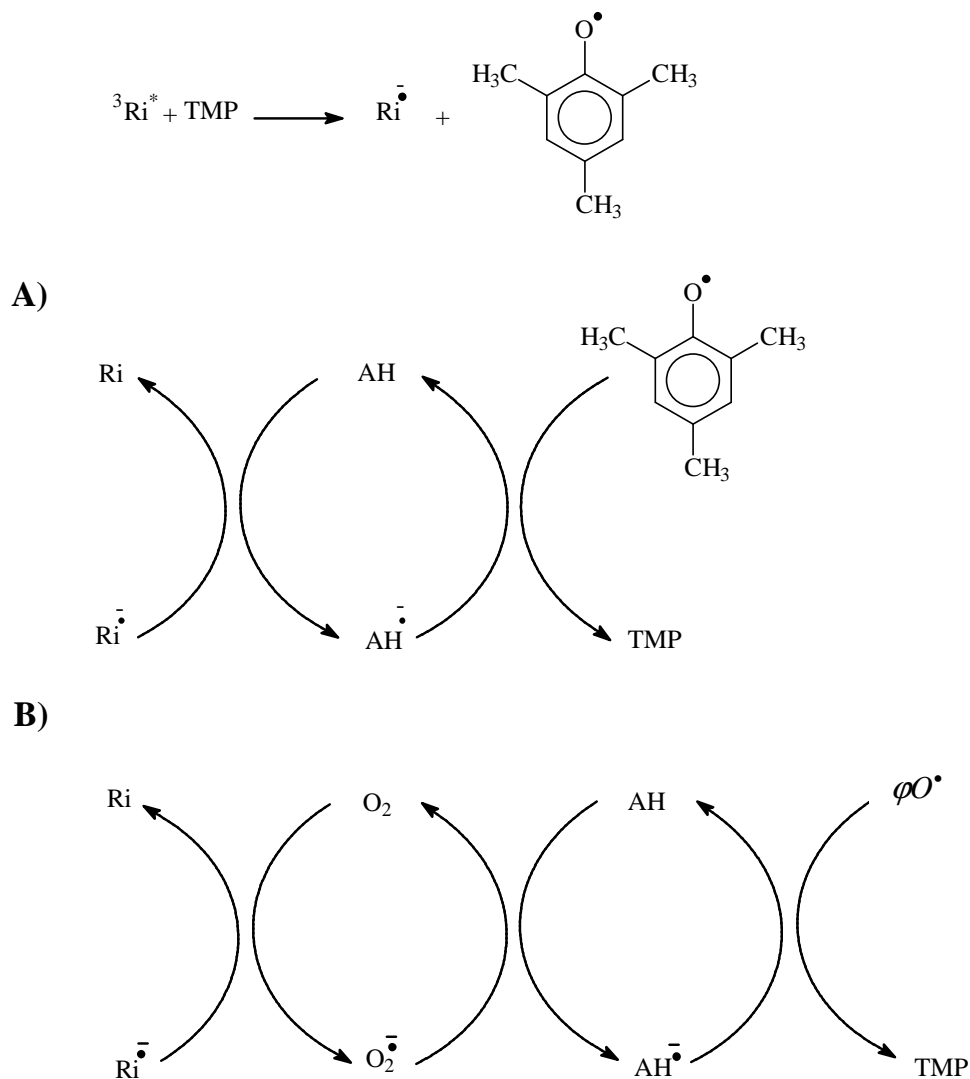 O•
H₃C CH₃
³Ri* + TMP → Ri•⁻ +
CH₃
A)
O•
H₃C CH₃
Ri AH
CH₃
Ri•⁻ AH•⁻ TMP
B)
Ri O₂ AH φO•
Ri•⁻ O₂•⁻ AH•⁻ TMP